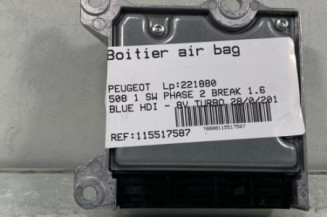 Boitier air bag
PEUGEOT Lp:221880
508 1 SW PHASE 2 BREAK 1.6
BLUE HDI - 8V TURBO 28/0/201
REF:115517587